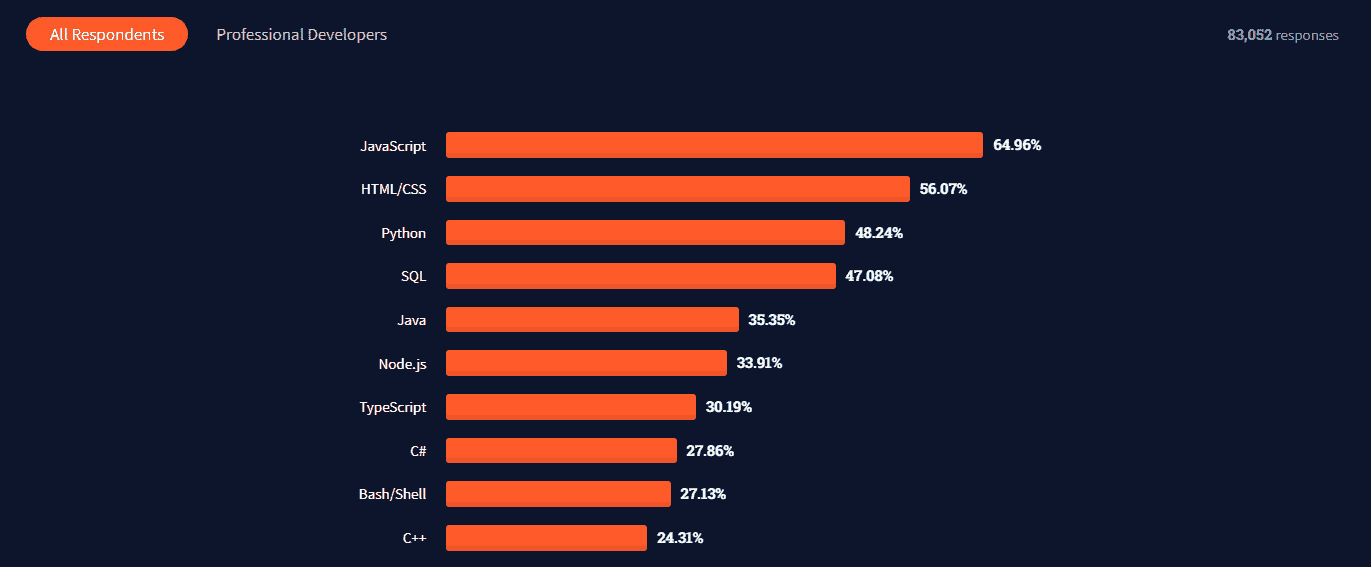 All Respondents Professional Developers 83,052 responses
JavaScript 64.96%
HTML/CSS 56.07%
Python 48.24%
SQL 47.08%
Java 35.35%
Node.js 33.91%
TypeScript 30.19%
C# 27.86%
Bash/Shell 27.13%
C++ 24.31%